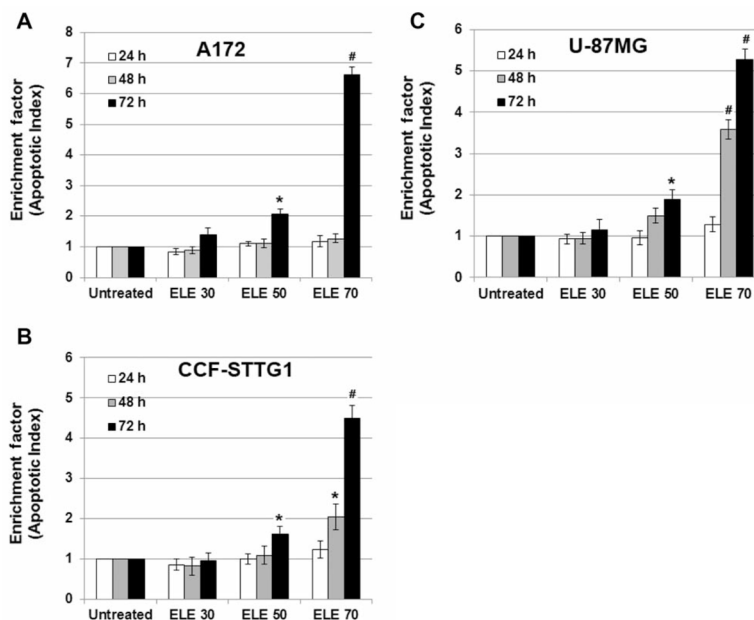 A
A172
Enrichment factor
(Apoptotic Index)
8
7
6
5
4
3
2
1
0
24 h
48 h
72 h
*
#
Untreated ELE 30 ELE 50 ELE 70
B
CCF-STTG1
Enrichment factor
(Apoptotic Index)
6
5
4
3
2
1
0
24 h
48 h
72 h
*
*
#
Untreated ELE 30 ELE 50 ELE 70
C
U-87MG
Enrichment factor
(Apoptotic Index)
6
5
4
3
2
1
0
24 h
48 h
72 h
*
#
#
Untreated ELE 30 ELE 50 ELE 70